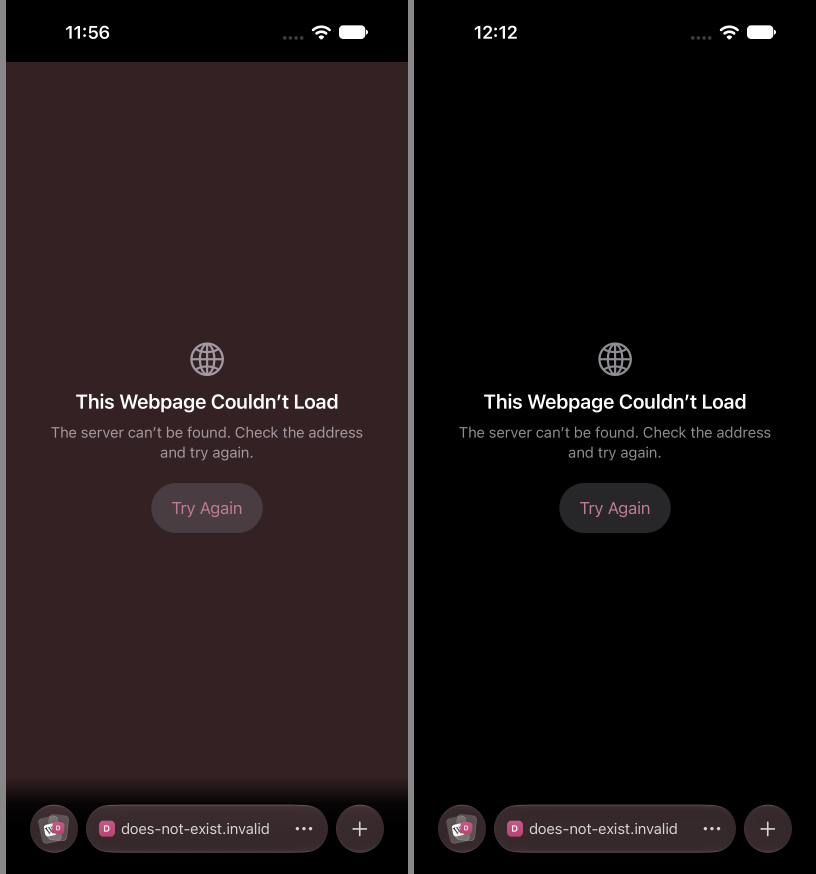 11:56
This Webpage Couldn’t Load
The server can’t be found. Check the address
and try again.
Try Again
D
D does-not-exist.invalid
12:12
This Webpage Couldn’t Load
The server can’t be found. Check the address
and try again.
Try Again
D
D does-not-exist.invalid